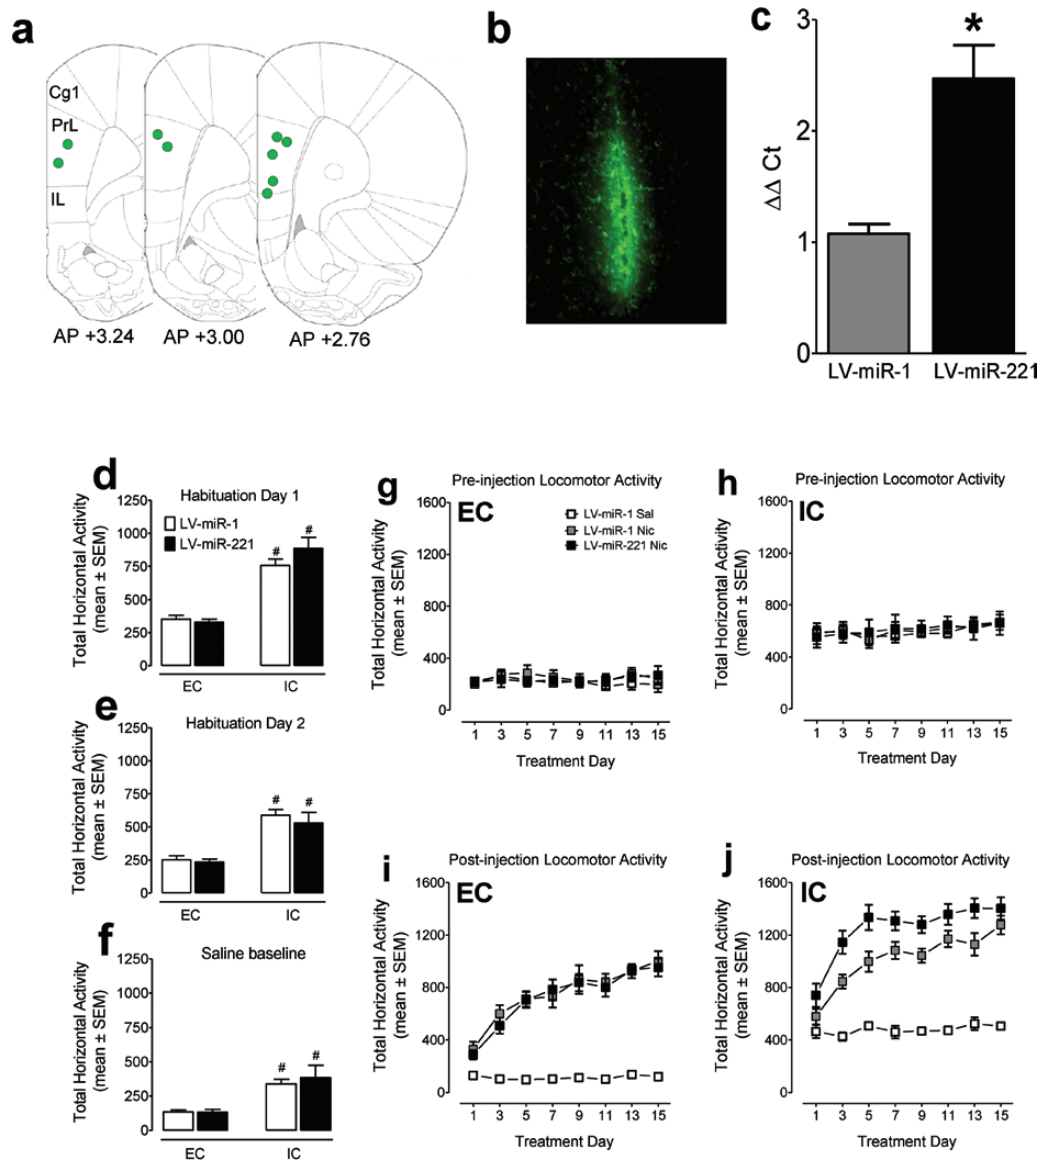 a
Cg1
PrL
IL
AP +3.24
AP +3.00
AP +2.76
b
c
*
ΔΔ Ct
3
2
1
0
LV-miR-1
LV-miR-221
d
Habituation Day 1
Total Horizontal Activity
(mean ± SEM)
1250
1000
750
500
250
0
LV-miR-1
LV-miR-221
#
#
EC
IC
e
Habituation Day 2
Total Horizontal Activity
(mean ± SEM)
1250
1000
750
500
250
0
#
#
EC
IC
f
Saline baseline
Total Horizontal Activity
(mean ± SEM)
1250
1000
750
500
250
0
#
#
EC
IC
g
Pre-injection Locomotor Activity
EC
LV-miR-1 Sal
LV-miR-1 Nic
LV-miR-221 Nic
Total Horizontal Activity
(mean ± SEM)
1600
1200
800
400
0
1 3 5 7 9 11 13 15
Treatment Day
h
Pre-injection Locomotor Activity
IC
Total Horizontal Activity
(mean ± SEM)
1600
1200
800
400
0
1 3 5 7 9 11 13 15
Treatment Day
i
Post-injection Locomotor Activity
EC
Total Horizontal Activity
(mean ± SEM)
1600
1200
800
400
0
1 3 5 7 9 11 13 15
Treatment Day
j
Post-injection Locomotor Activity
IC
Total Horizontal Activity
(mean ± SEM)
1600
1200
800
400
0
1 3 5 7 9 11 13 15
Treatment Day